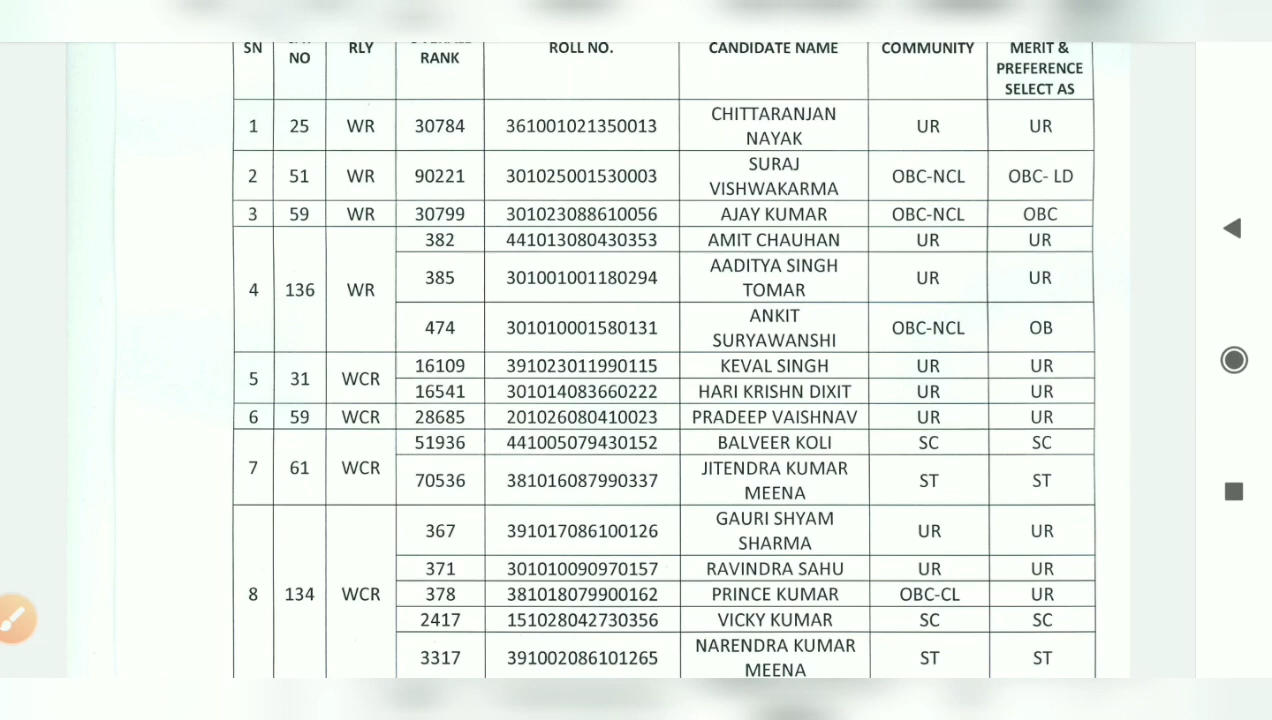 SN NO RLY RANK ROLL NO. CANDIDATE NAME COMMUNITY MERIT & PREFERENCE SELECT AS
1 25 WR 30784 361001021350013 CHITTARANJAN NAYAK UR UR
2 51 WR 90221 301025001530003 SURAJ VISHWAKARMA OBC-NCL OBC- LD
3 59 WR 30799 301023088610056 AJAY KUMAR OBC-NCL OBC
4 136 WR 382 441013080430353 AMIT CHAUHAN UR UR
385 301001001180294 AADITYA SINGH TOMAR UR UR
474 301010001580131 ANKIT SURYAWANSHI OBC-NCL OB
5 31 WCR 16109 391023011990115 KEVAL SINGH UR UR
16541 301014083660222 HARI KRISHN DIXIT UR UR
6 59 WCR 28685 201026080410023 PRADEEP VAISHNAV UR UR
7 61 WCR 51936 441005079430152 BALVEER KOLI SC SC
70536 381016087990337 JITENDRA KUMAR MEENA ST ST
8 134 WCR 367 391017086100126 GAURI SHYAM SHARMA UR UR
371 301010090970157 RAVINDRA SAHU UR UR
378 381018079900162 PRINCE KUMAR OBC-CL UR
2417 151028042730356 VICKY KUMAR SC SC
3317 391002086101265 NARENDRA KUMAR MEENA ST ST